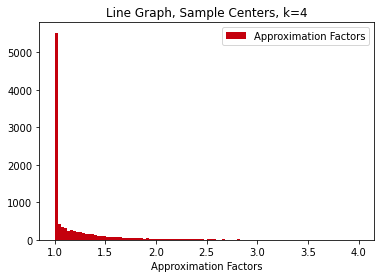 Line Graph, Sample Centers, k=4
Approximation Factors
5000
4000
3000
2000
1000
0
1.0 1.5 2.0 2.5 3.0 3.5 4.0
Approximation Factors